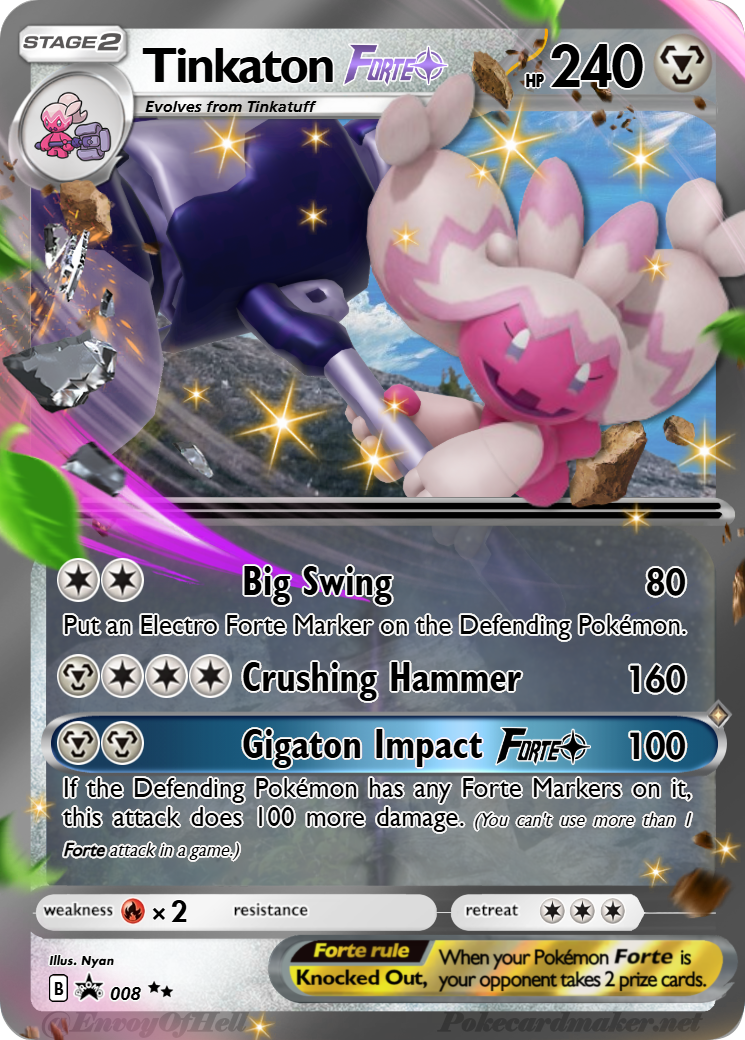 STAGE2
Tinkaton FORTE HP 240
Evolves from Tinkatuff
Big Swing 80
Put an Electro Forte Marker on the Defending Pokémon.
Crushing Hammer 160
Gigaton Impact FORTE 100
If the Defending Pokémon has any Forte Markers on it,
this attack does 100 more damage. (You can't use more than 1
Forte attack in a game.)
weakness × 2 resistance retreat
Illus. Nyan
B 008
Forte rule
Knocked Out,
When your Pokémon Forte is
your opponent takes 2 prize cards.
©EnvoyOfHell Pokecardmaker.net